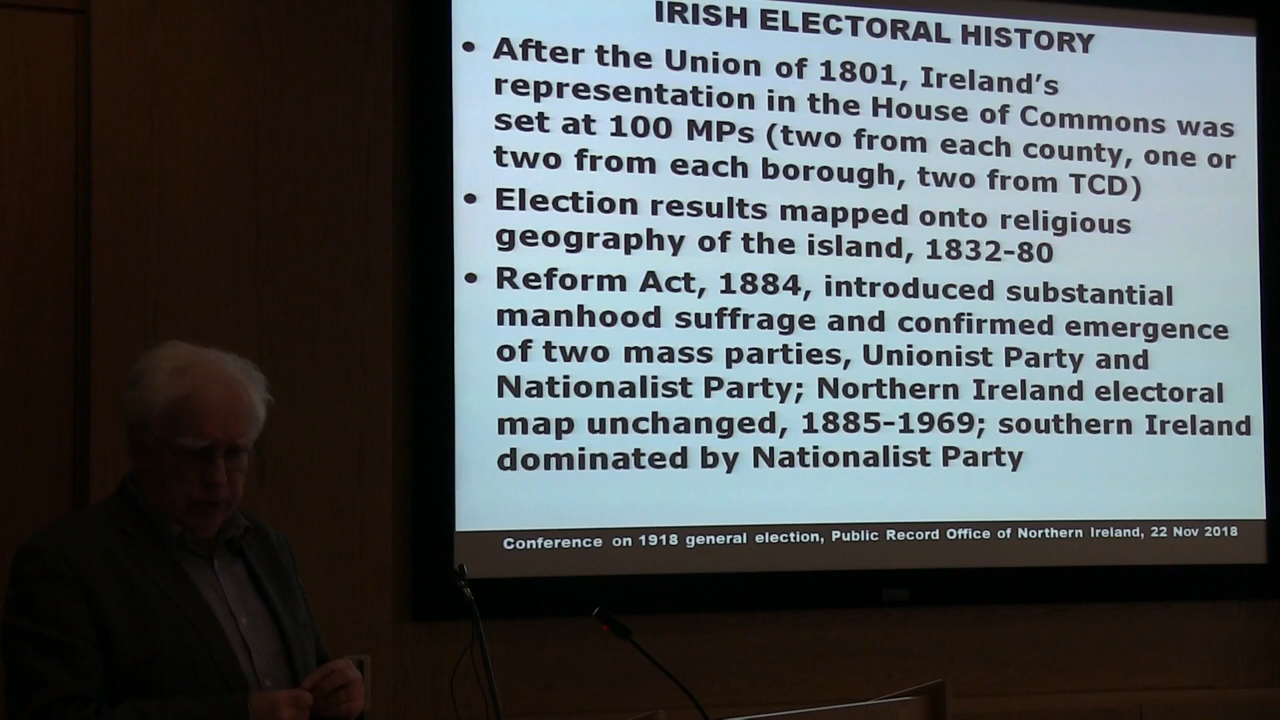 IRISH ELECTORAL HISTORY
• After the Union of 1801, Ireland's
representation in the House of Commons was
set at 100 MPs (two from each county, one or
two from each borough, two from TCD)
• Election results mapped onto religious
geography of the island, 1832-80
• Reform Act, 1884, introduced substantial
manhood suffrage and confirmed emergence
of two mass parties, Unionist Party and
Nationalist Party; Northern Ireland electoral
map unchanged, 1885-1969; southern Ireland
dominated by Nationalist Party
Conference on 1918 general election, Public Record Office of Northern Ireland, 22 Nov 2018